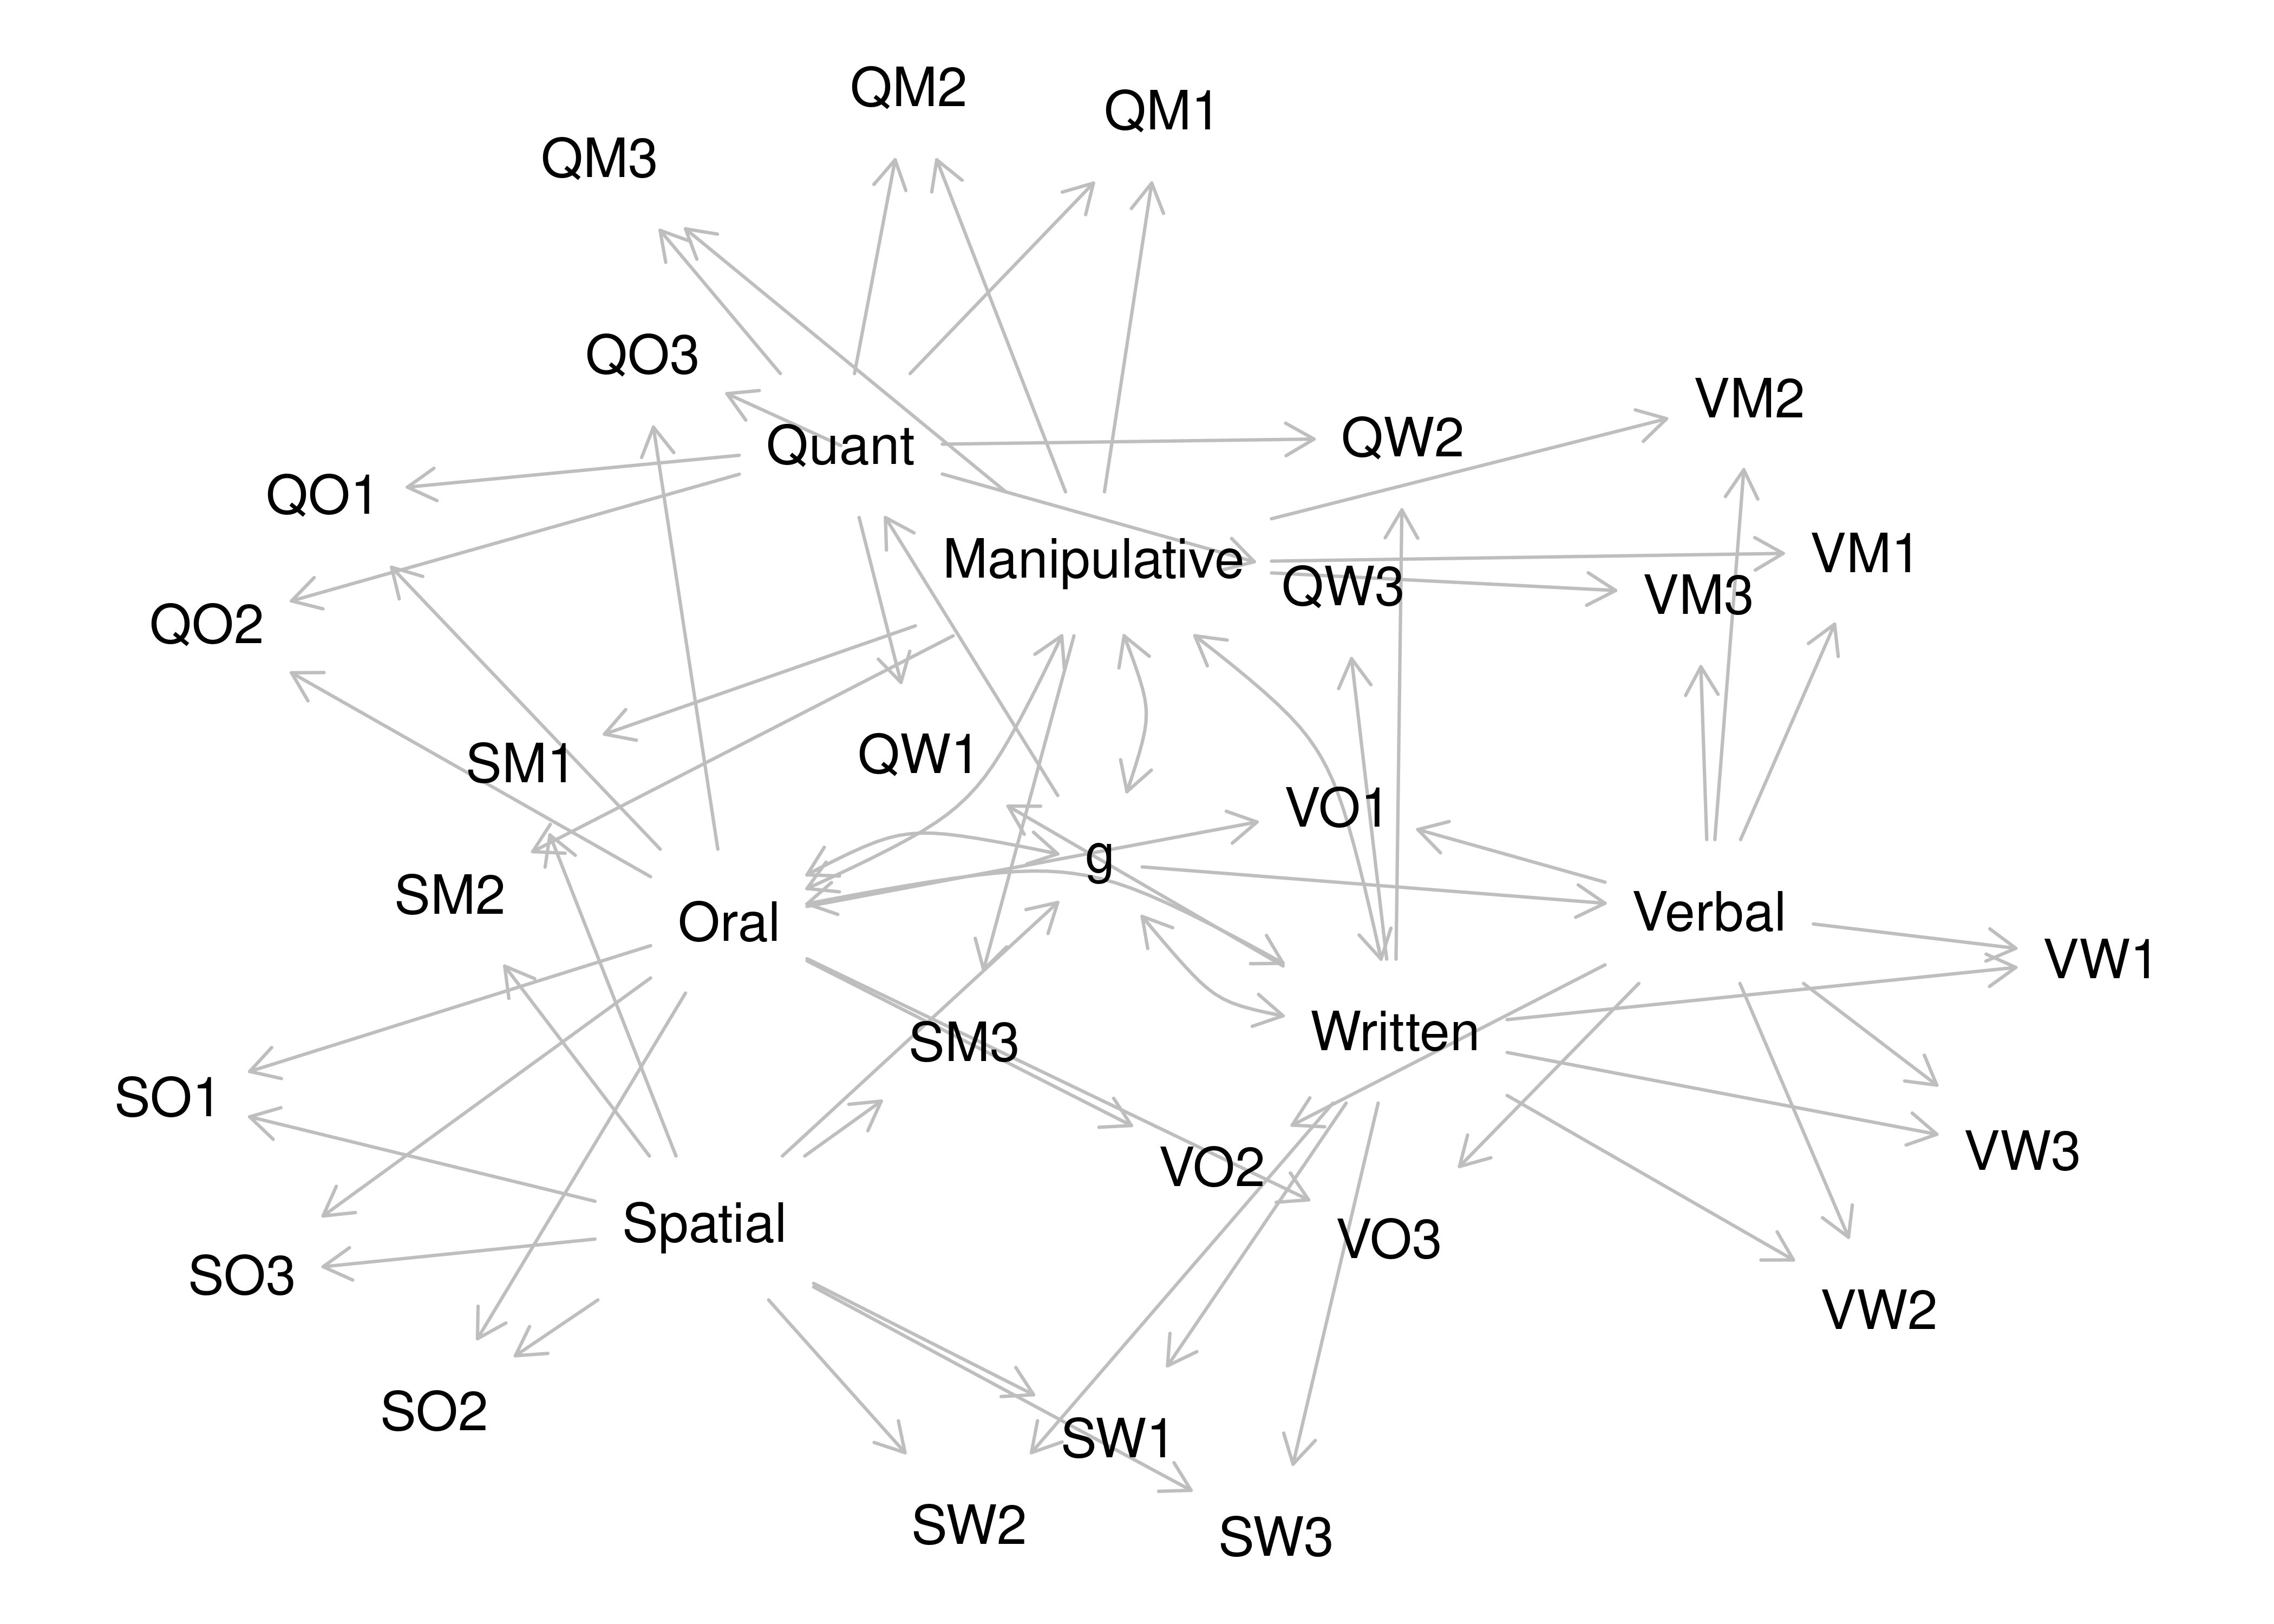 QM2
QM1
QM3
QO3
VM2
Quant
QW2
QO1
Manipulative
VM1
QW3
VM3
QO2
QW1
SM1
VO1
g
SM2
Verbal
Oral
VW1
Written
SM3
SO1
VW3
VO2
Spatial
VO3
SO3
VW2
SO2
SW1
SW2
SW3